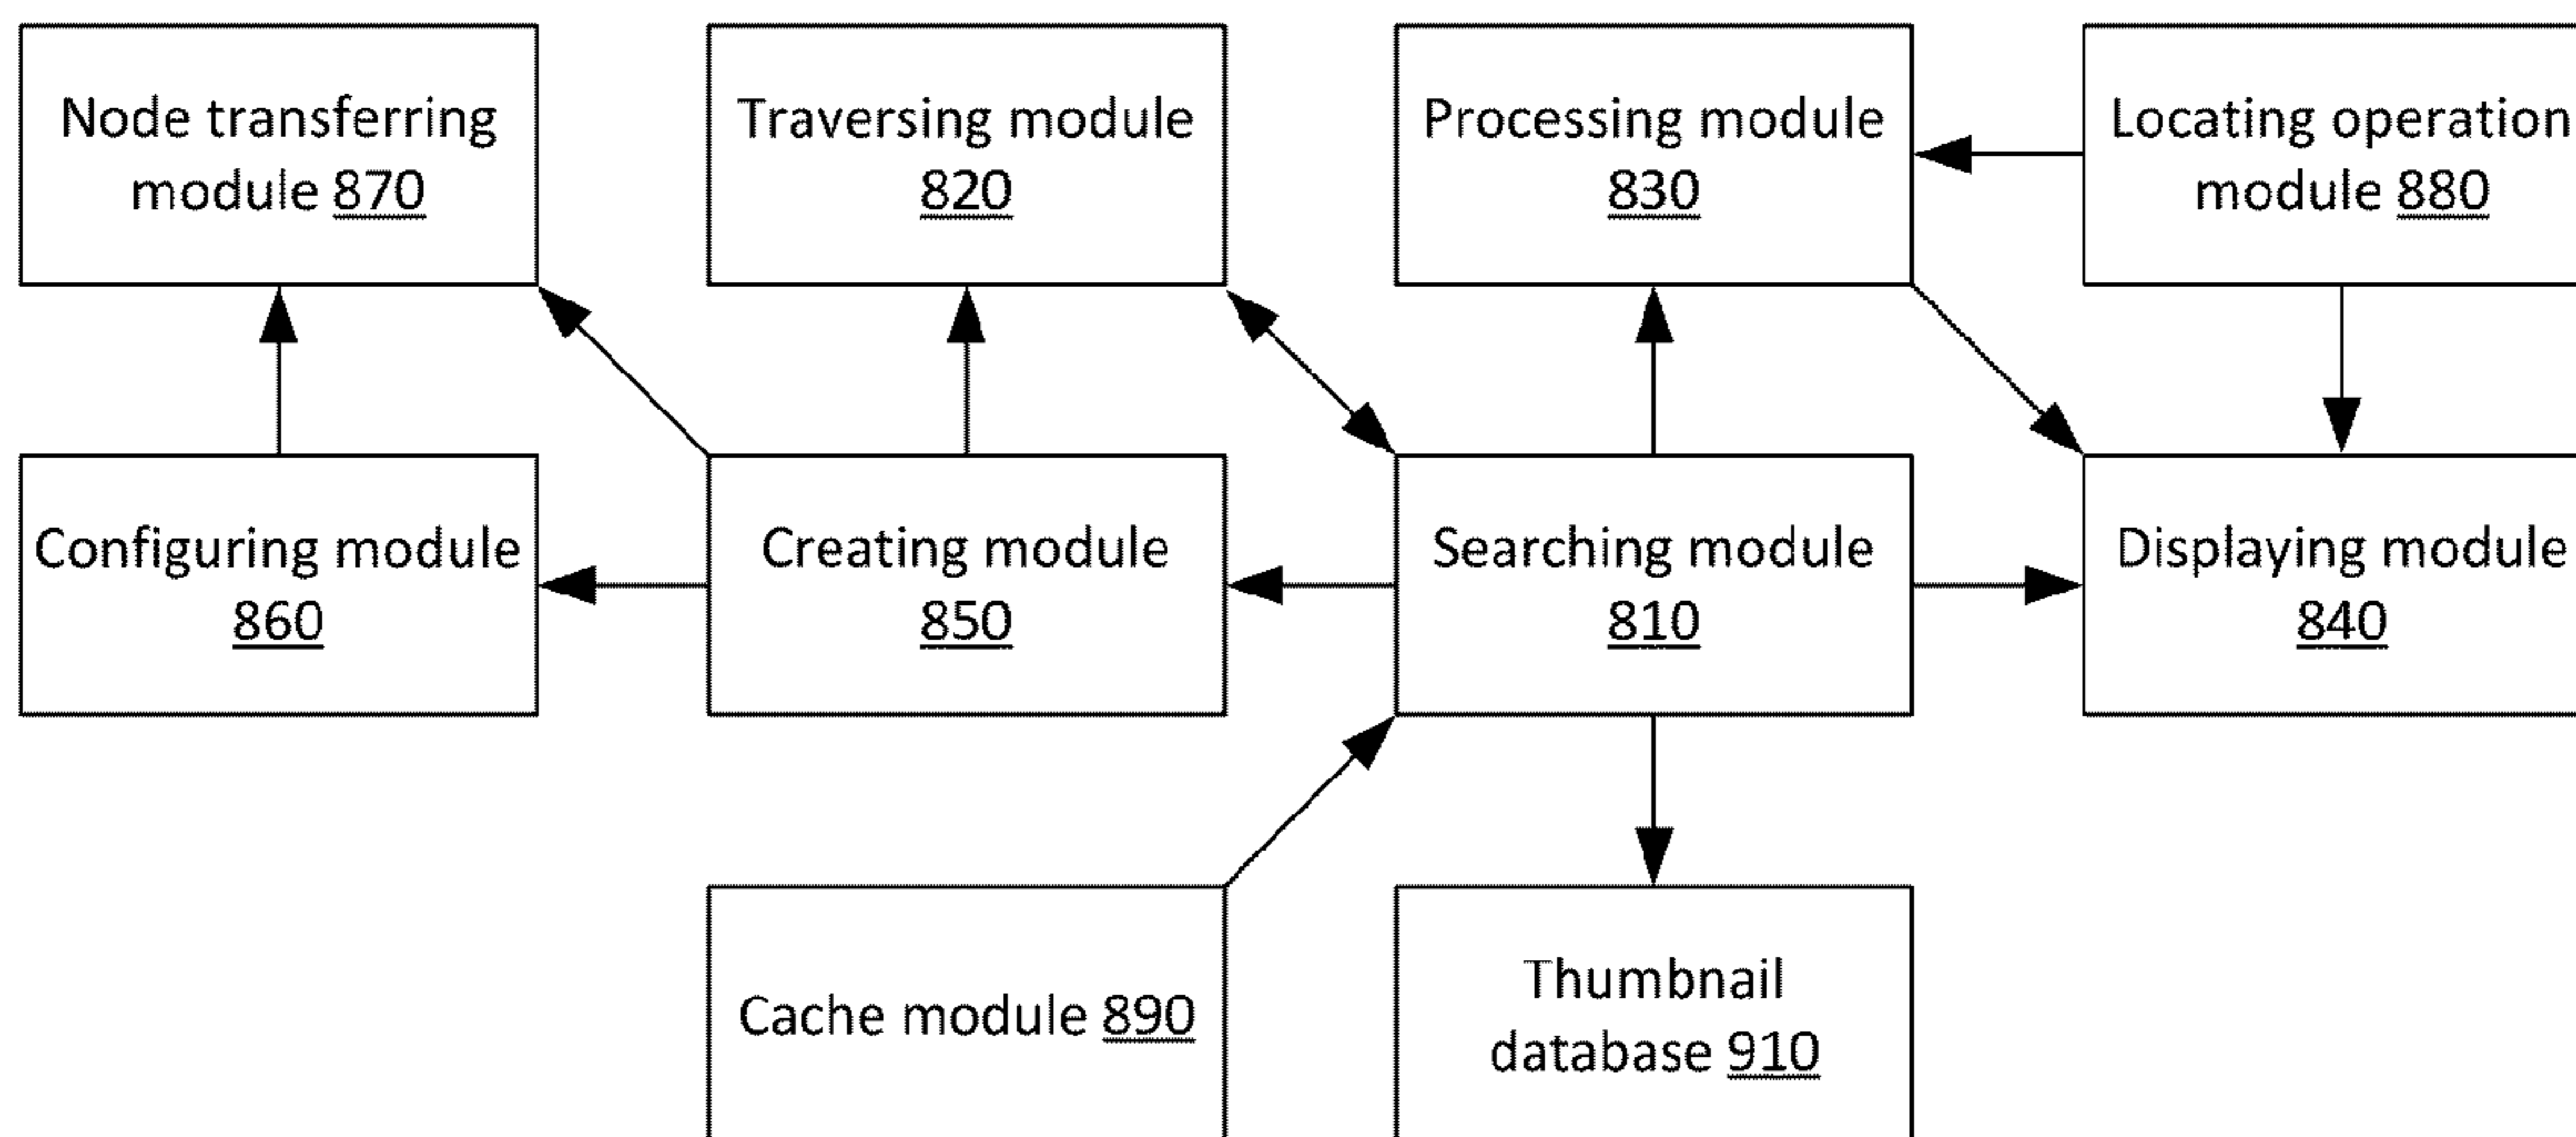 Node transferring
module 870
Traversing module
820
Processing module
830
Locating operation
module 880
Configuring module
860
Creating module
850
Searching module
810
Displaying module
840
Cache module 890
Thumbnail
database 910